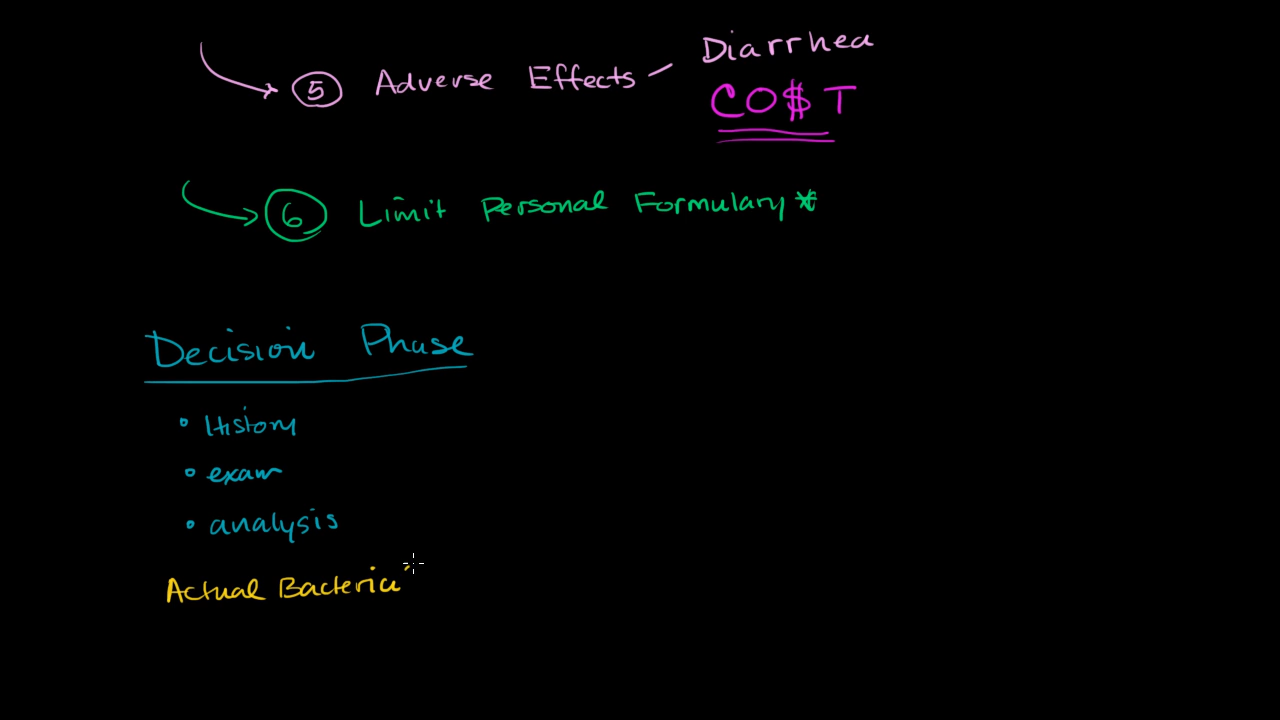 ⑤ Adverse Effects – Diarrhea
CO$T
⑥ Limit Personal Formulary *
Decision Phase
• History
• exam
• analysis
Actual Bacteria